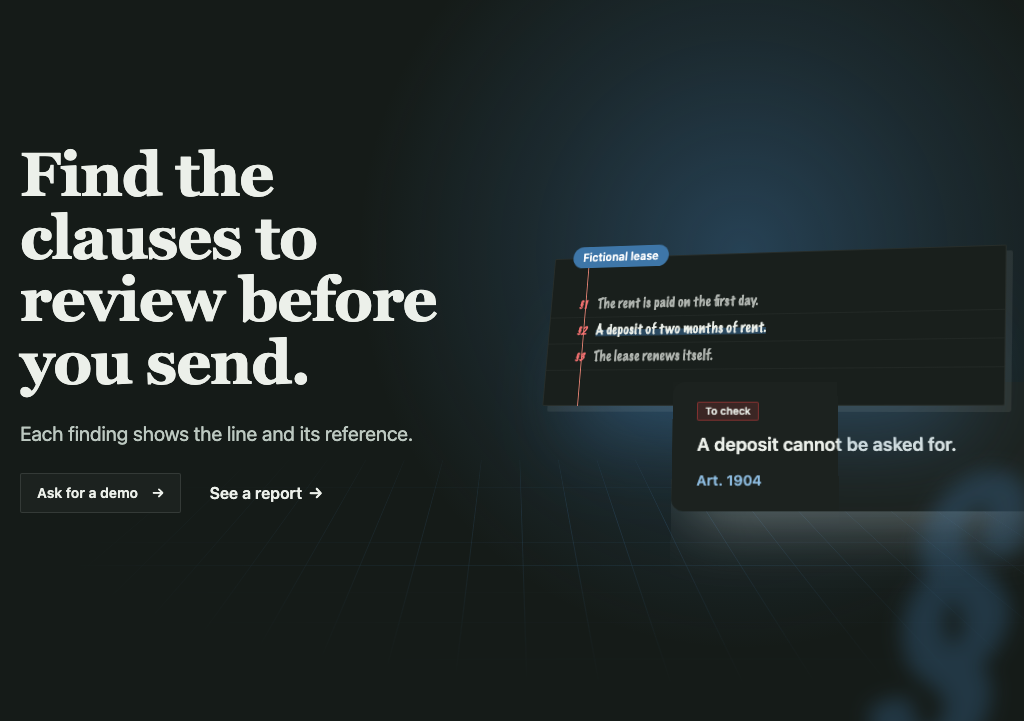 Find the
clauses to
review before
you send.
Each finding shows the line and its reference.
Ask for a demo →
See a report →
Fictional lease
§1 The rent is paid on the first day.
§2 A deposit of two months of rent.
§3 The lease renews itself.
To check
A deposit cannot be asked for.
Art. 1904
§